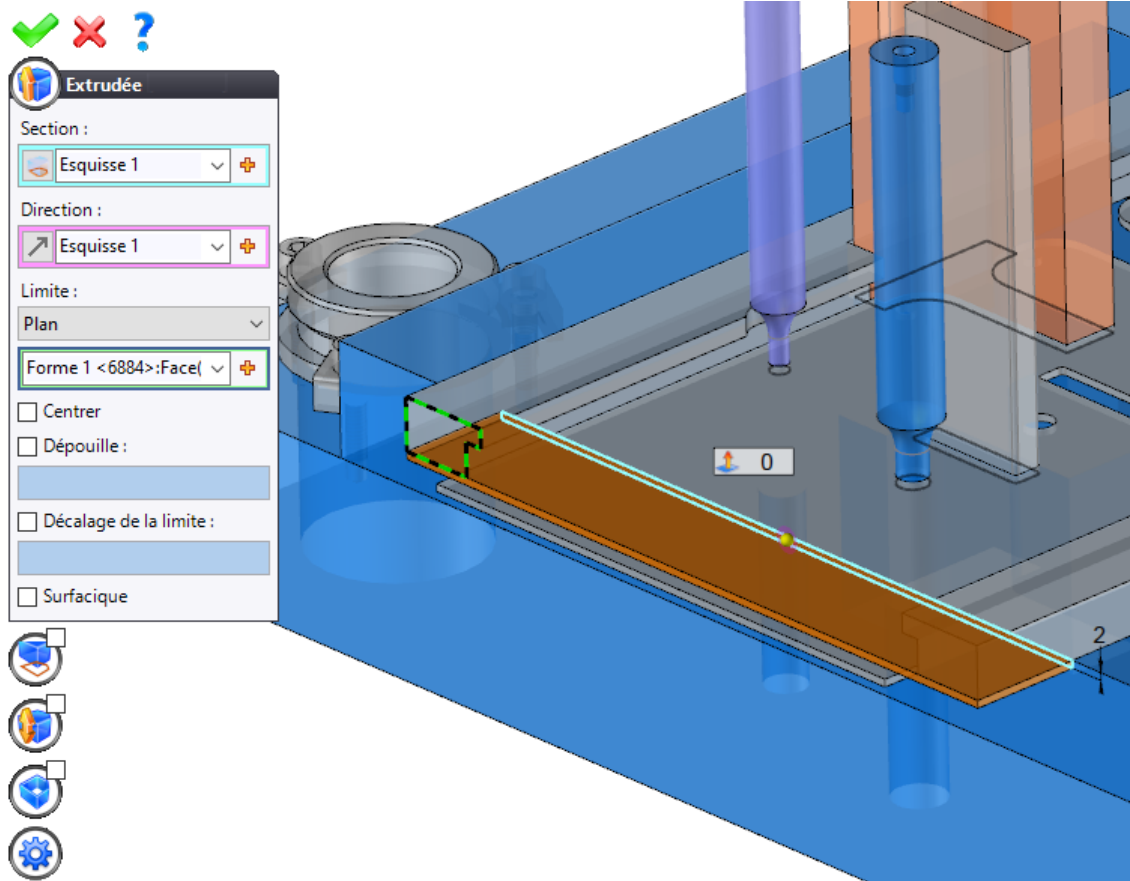 ?
Extrudée
Section :
Esquisse 1
Direction :
Esquisse 1
Limite :
Plan
Forme 1 <6884>:Face(
Centrer
Dépouille :
Décalage de la limite :
Surfacique
0
2